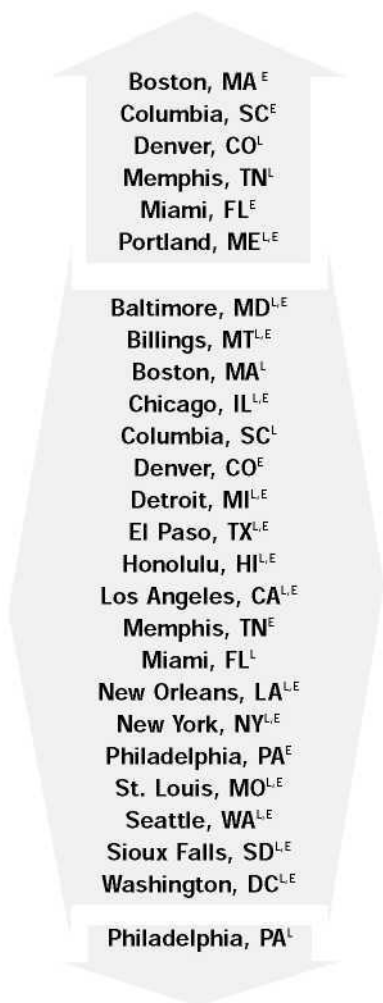 Boston, MA E
Columbia, SC E
Denver, CO L
Memphis, TN L
Miami, FL E
Portland, ME L,E
Baltimore, MD L,E
Billings, MT L,E
Boston, MA L
Chicago, IL L,E
Columbia, SC L
Denver, CO E
Detroit, MI L,E
El Paso, TX L,E
Honolulu, HI L,E
Los Angeles, CA L,E
Memphis, TN E
Miami, FL L
New Orleans, LA L,E
New York, NY L,E
Philadelphia, PA E
St. Louis, MO L,E
Seattle, WA L,E
Sioux Falls, SD L,E
Washington, DC L,E
Philadelphia, PA L